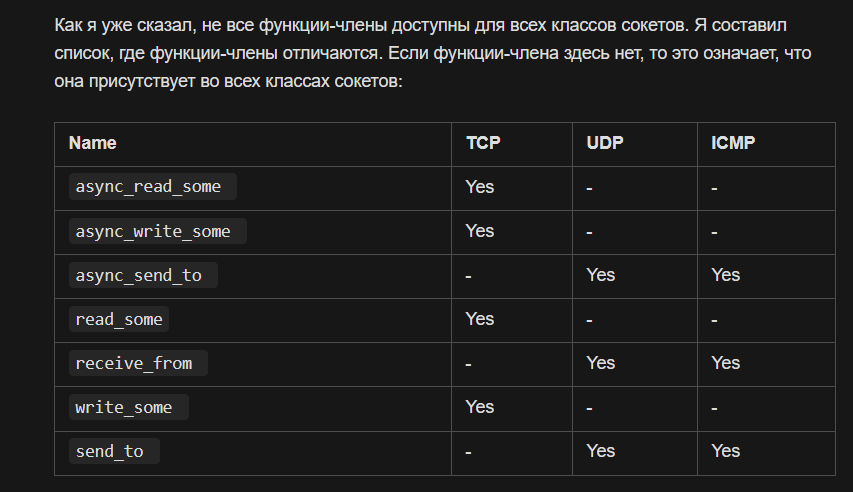 Как я уже сказал, не все функции-члены доступны для всех классов сокетов. Я составил
список, где функции-члены отличаются. Если функции-члена здесь нет, то это означает, что
она присутствует во всех классах сокетов:
Name TCP UDP ICMP
async_read_some Yes - -
async_write_some Yes - -
async_send_to - Yes Yes
read_some Yes - -
receive_from - Yes Yes
write_some Yes - -
send_to - Yes Yes